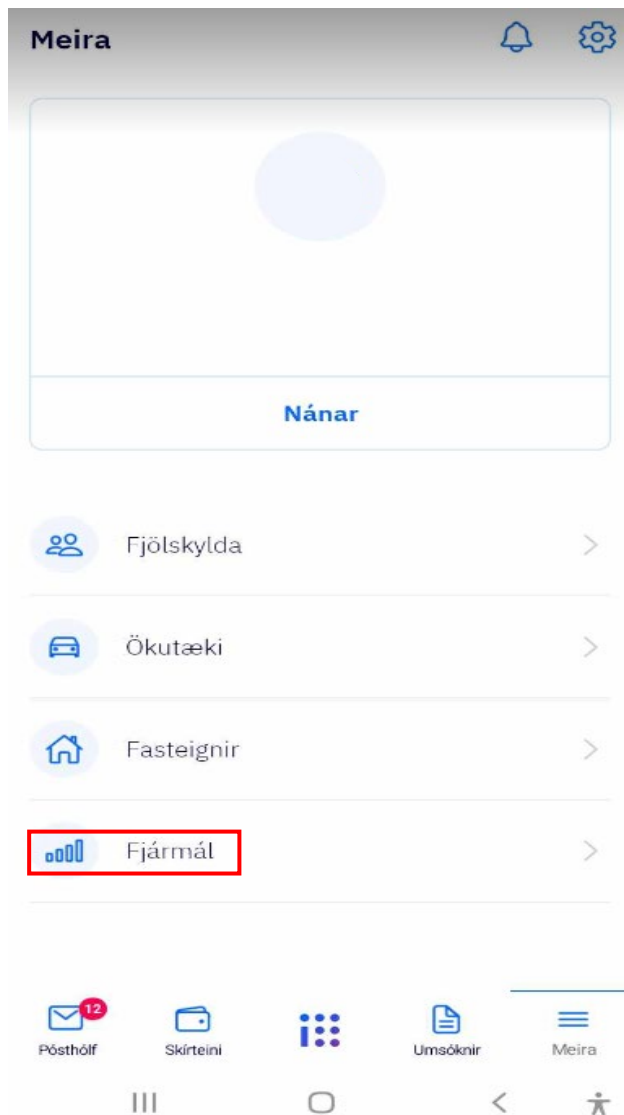 Meira
Nánar
Fjölskylda
Ökutæki
Fasteignir
Fjármál
12
Pósthólf
Skírteini
Umsóknir
Meira